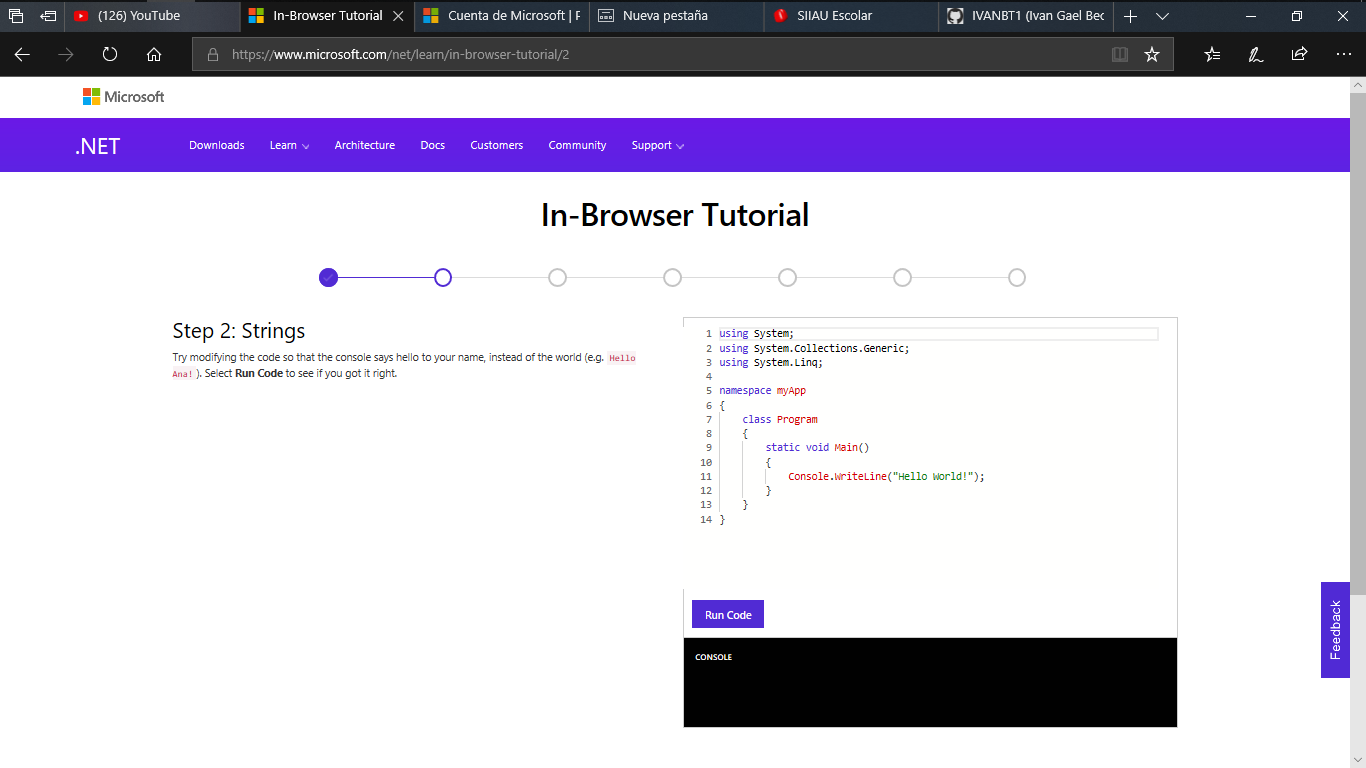 (126) YouTube
In-Browser Tutorial
Cuenta de Microsoft | F
Nueva pestaña
SIIAU Escolar
IVANBT1 (Ivan Gael Bec
https://www.microsoft.com/net/learn/in-browser-tutorial/2
Microsoft
.NET
Downloads
Learn
Architecture
Docs
Customers
Community
Support
In-Browser Tutorial
Step 2: Strings
Try modifying the code so that the console says hello to your name, instead of the world (e.g. Hello
Ana! ). Select Run Code to see if you got it right.
1 using System;
2 using System.Collections.Generic;
3 using System.Linq;
4
5 namespace myApp
6 {
7 class Program
8 {
9 static void Main()
10 {
11 Console.WriteLine("Hello World!");
12 }
13 }
14 }
Run Code
CONSOLE
Feedback